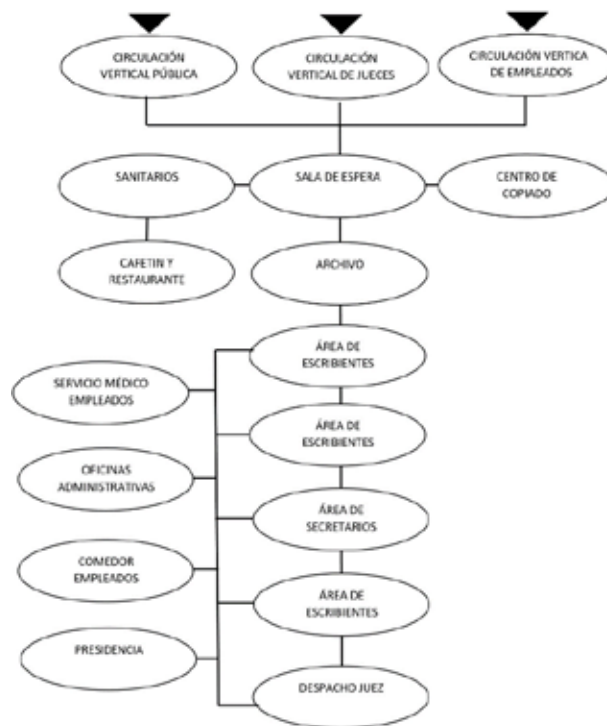 CIRCULACIÓN
VERTICAL PÚBLICA
CIRCULACIÓN
VERTICAL DE JUECES
CIRCULACIÓN VERTICA
DE EMPLEADOS
SANITARIOS
SALA DE ESPERA
CENTRO DE
COPIADO
CAFETIN Y
RESTAURANTE
ARCHIVO
ÁREA DE
ESCRIBIENTES
SERVICIO MÉDICO
EMPLEADOS
ÁREA DE
ESCRIBIENTES
OFICINAS
ADMINISTRATIVAS
ÁREA DE
SECRETARIOS
COMEDOR
EMPLEADOS
ÁREA DE
ESCRIBIENTES
PRESIDENCIA
DESPACHO JUEZ